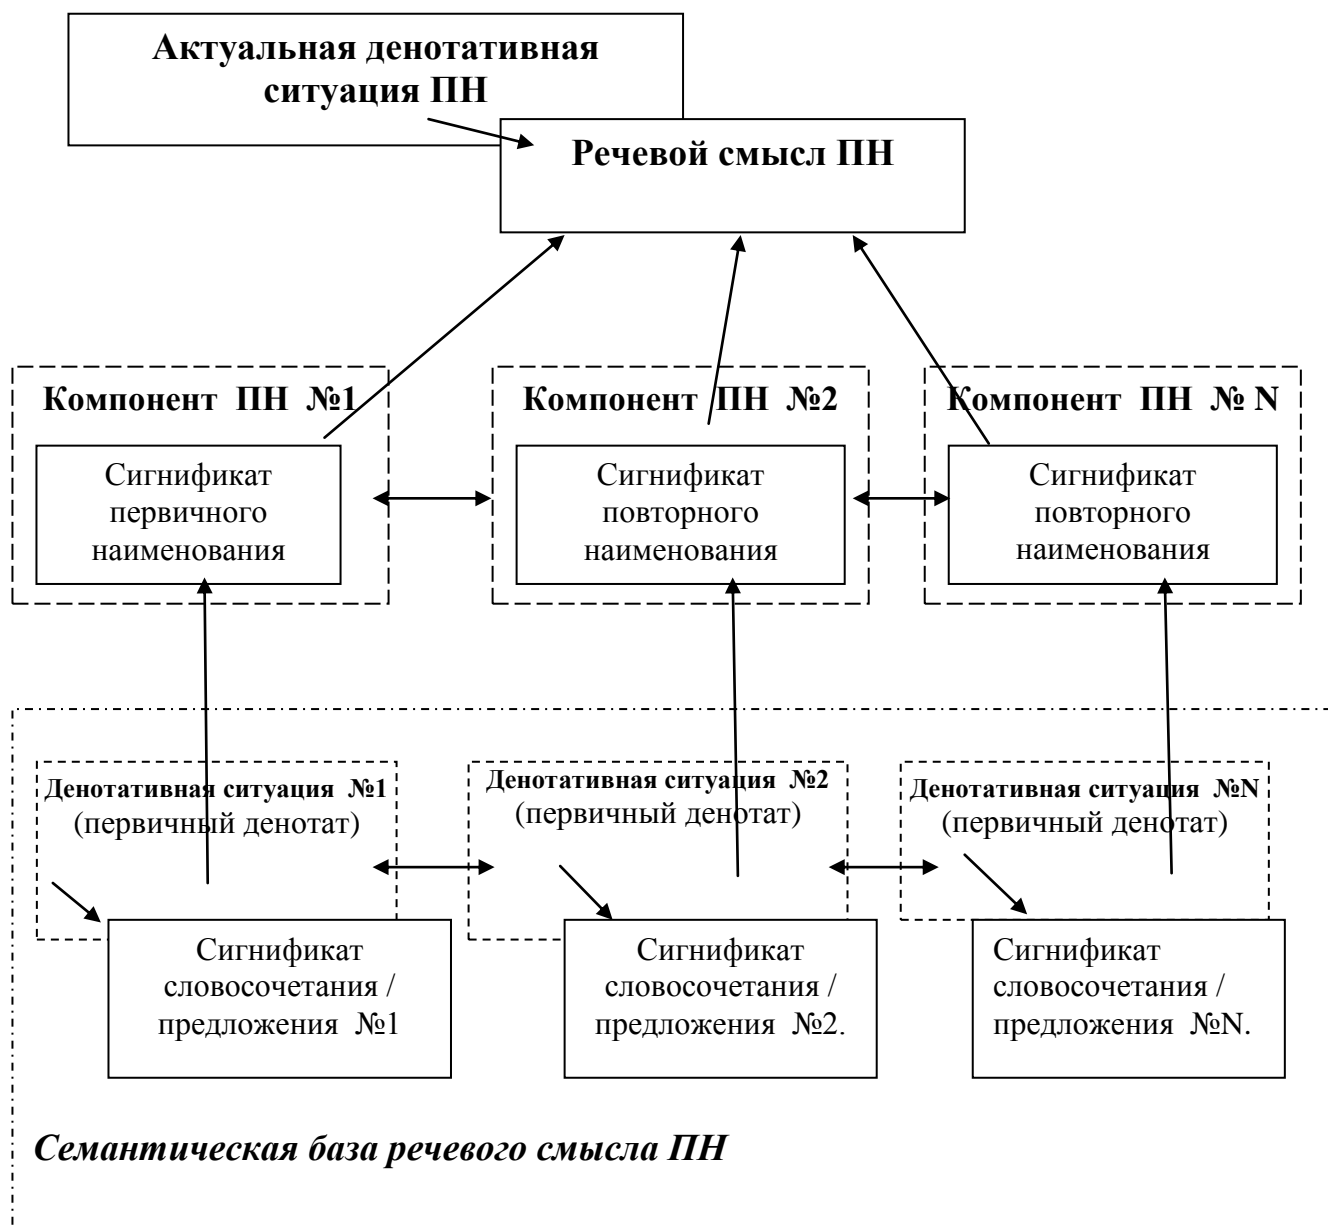 Актуальная денотативная
ситуация ПН
Речевой смысл ПН
Компонент ПН №1
Сигнификат
первичного
наименования
Компонент ПН №2
Сигнификат
повторного
наименования
Компонент ПН № N
Сигнификат
повторного
наименования
Денотативная ситуация №1
(первичный денотат)
Денотативная ситуация №2
(первичный денотат)
Денотативная ситуация №N
(первичный денотат)
Сигнификат
словосочетания /
предложения №1
Сигнификат
словосочетания /
предложения №2.
Сигнификат
словосочетания /
предложения №N.
Семантическая база речевого смысла ПН